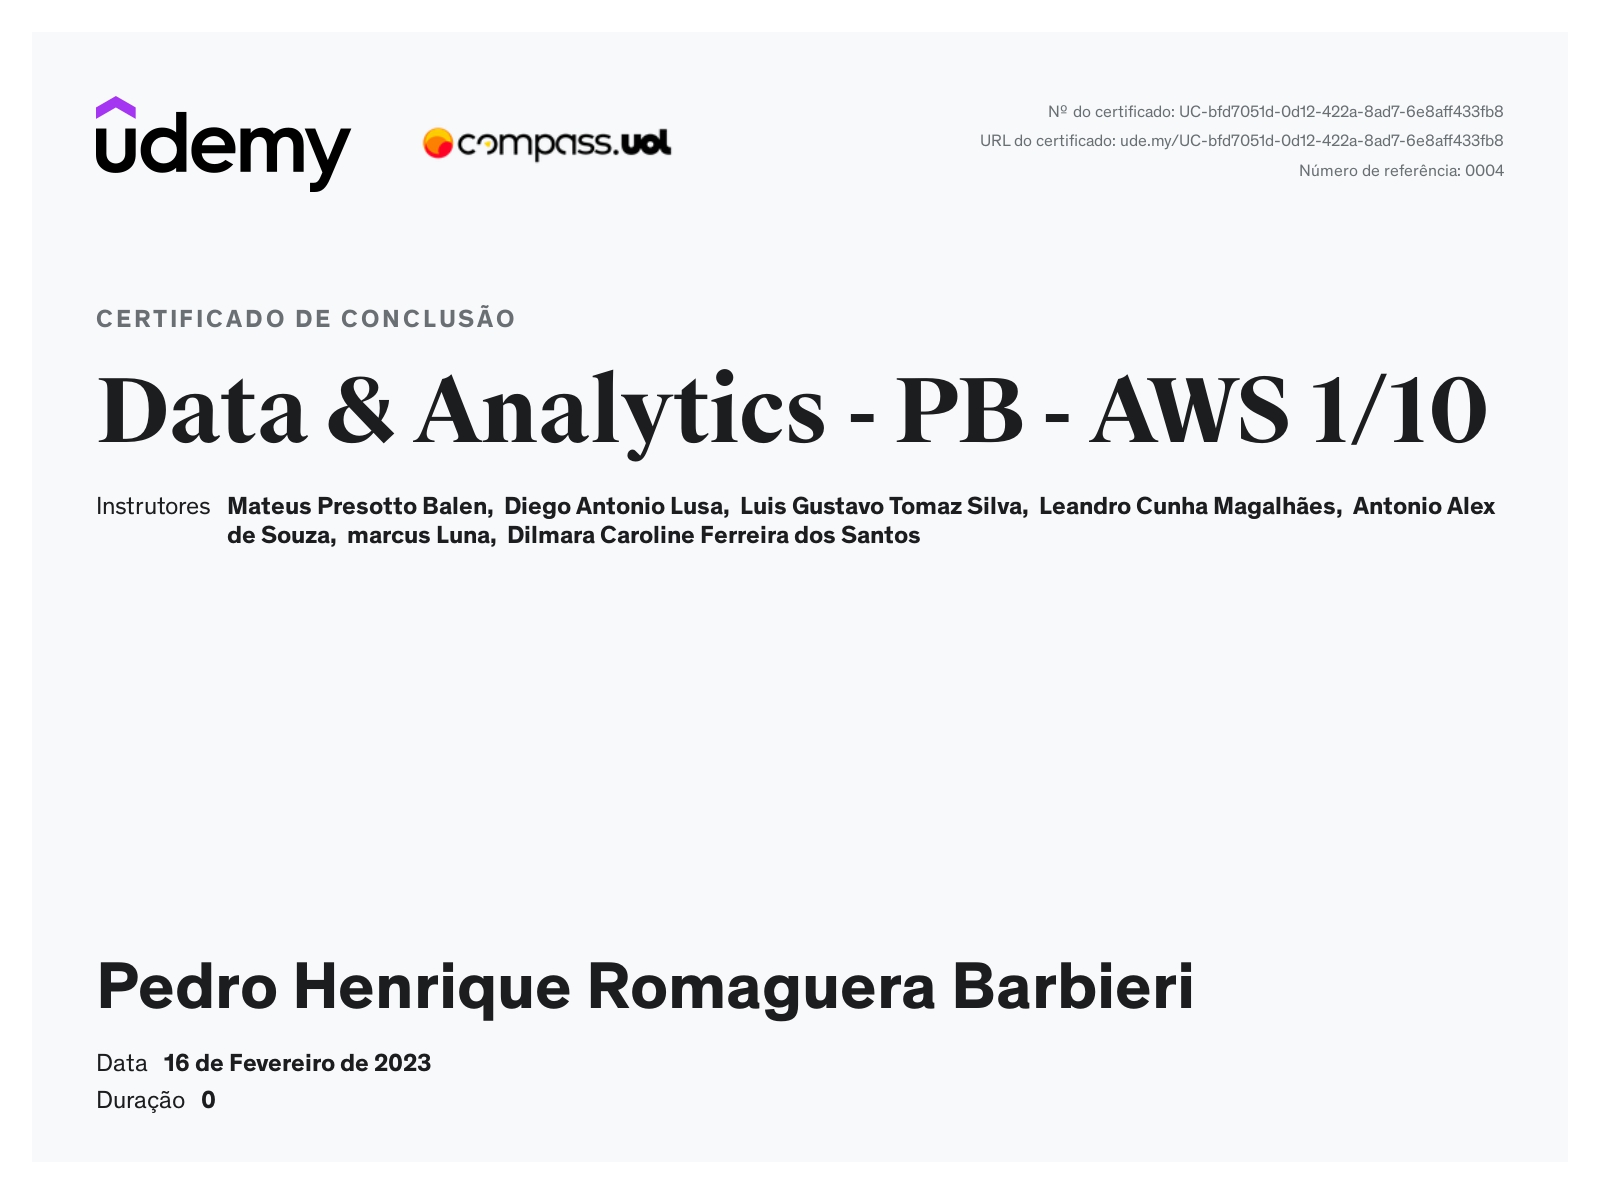 udemy
compass.uol
Nº do certificado: UC-bfd7051d-0d12-422a-8ad7-6e8aff433fb8
URL do certificado: ude.my/UC-bfd7051d-0d12-422a-8ad7-6e8aff433fb8
Número de referência: 0004
CERTIFICADO DE CONCLUSÃO
Data & Analytics - PB - AWS 1/10
Instrutores Mateus Presotto Balen, Diego Antonio Lusa, Luis Gustavo Tomaz Silva, Leandro Cunha Magalhães, Antonio Alex
de Souza, marcus Luna, Dilmara Caroline Ferreira dos Santos
Pedro Henrique Romaguera Barbieri
Data 16 de Fevereiro de 2023
Duração 0